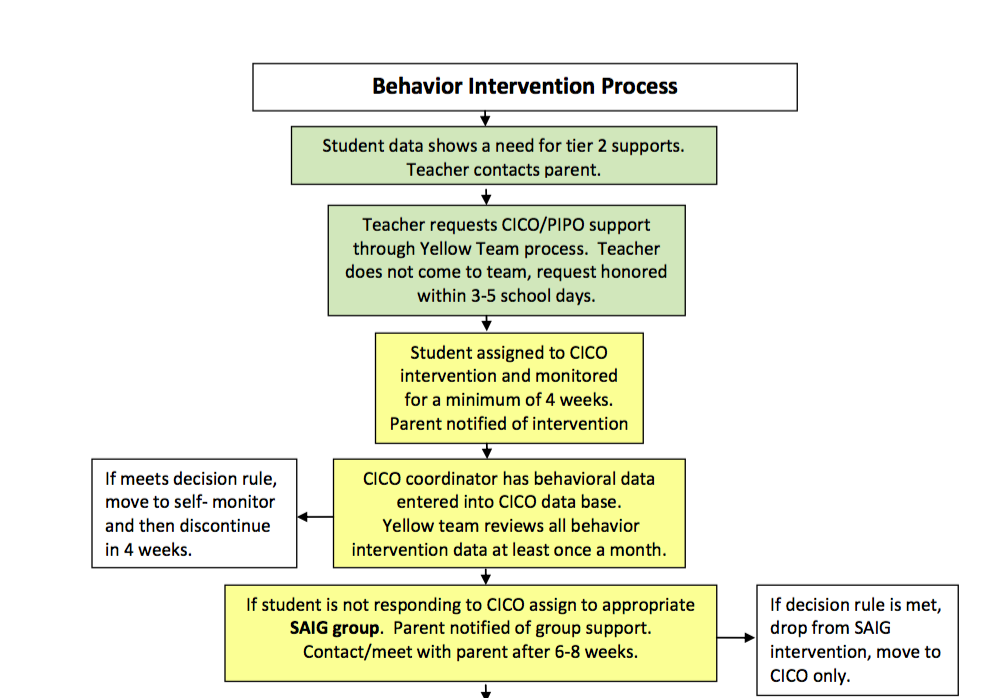 Behavior Intervention Process
Student data shows a need for tier 2 supports.
Teacher contacts parent.
Teacher requests CICO/PIPO support
through Yellow Team process.  Teacher
does not come to team, request honored
within 3-5 school days.
Student assigned to CICO
intervention and monitored
for a minimum of 4 weeks.
Parent notified of intervention
If meets decision rule,
move to self- monitor
and then discontinue
in 4 weeks.
CICO coordinator has behavioral data
entered into CICO data base.
Yellow team reviews all behavior
intervention data at least once a month.
If student is not responding to CICO assign to appropriate
SAIG group.  Parent notified of group support.
Contact/meet with parent after 6-8 weeks.
If decision rule is met,
drop from SAIG
intervention, move to
CICO only.